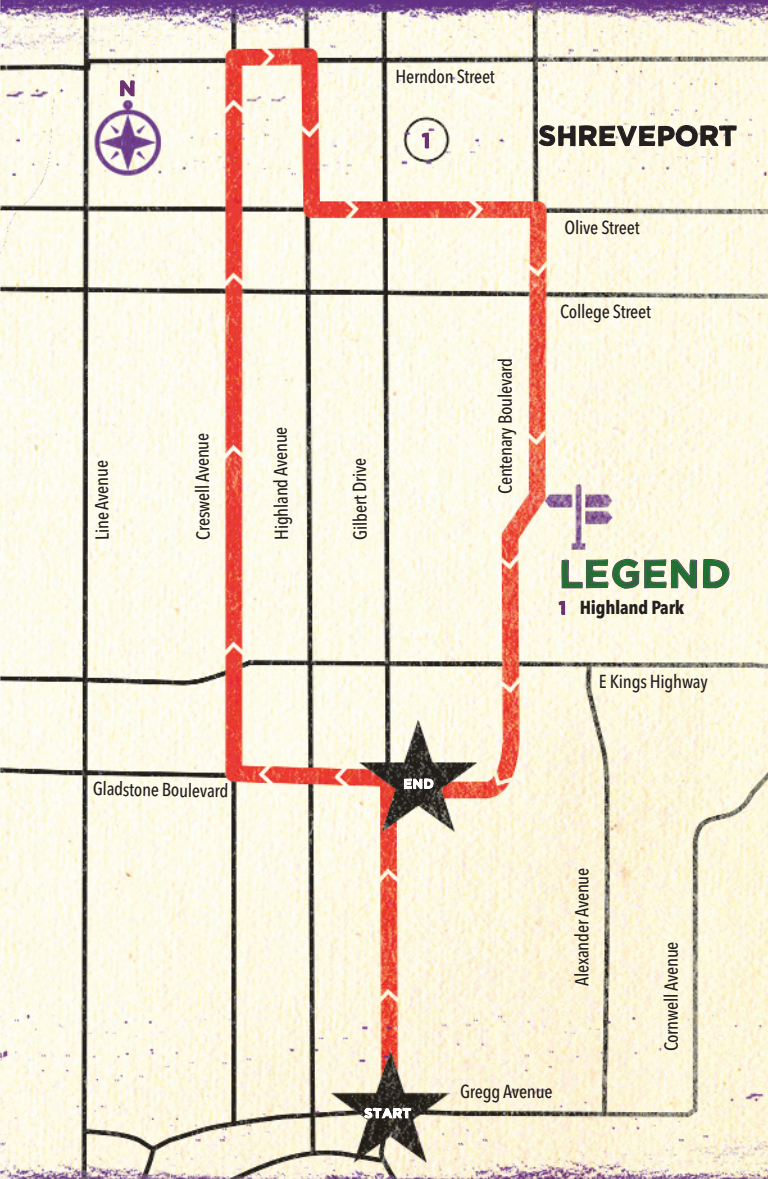 N
Herndon Street
1
SHREVEPORT
Olive Street
College Street
Line Avenue
Creswell Avenue
Highland Avenue
Gilbert Drive
Centenary Boulevard
LEGEND
1 Highland Park
E Kings Highway
END
Gladstone Boulevard
Alexander Avenue
Cornwell Avenue
Gregg Avenue
START